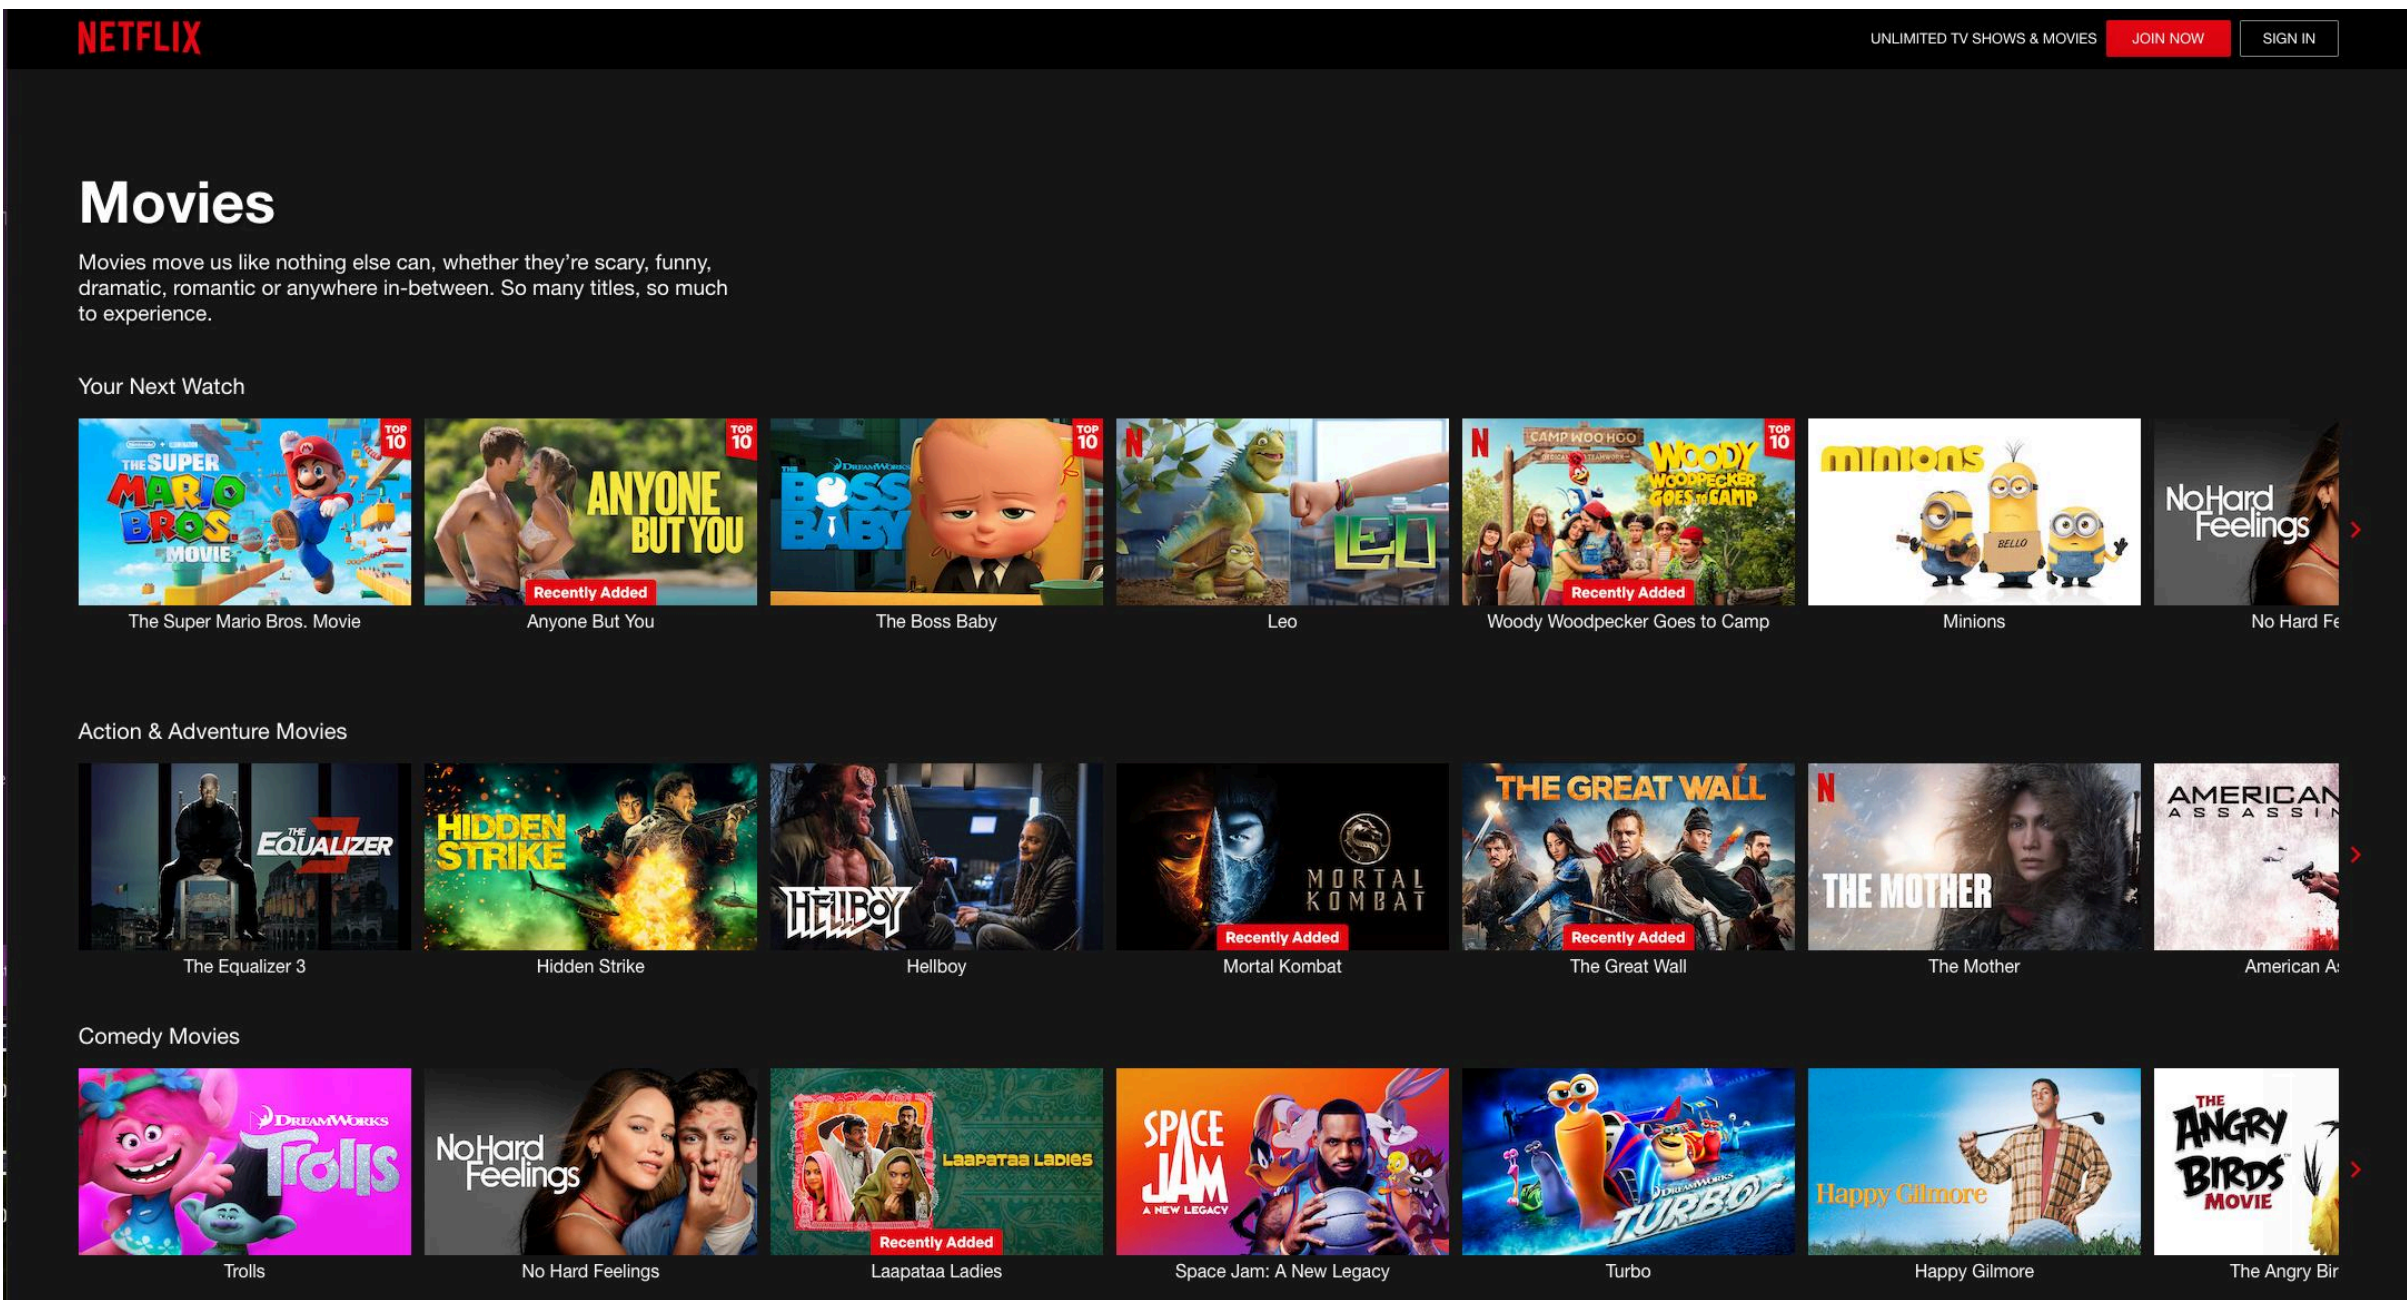 NETFLIX
UNLIMITED TV SHOWS & MOVIES
JOIN NOW
SIGN IN
Movies
Movies move us like nothing else can, whether they're scary, funny,
dramatic, romantic or anywhere in-between. So many titles, so much
to experience.
Your Next Watch
TOP
10
THE SUPER
MARIO
BROS.
MOVIE
The Super Mario Bros. Movie
TOP
10
ANYONE
BUT YOU
Recently Added
Anyone But You
TOP
10
DREAMWORKS
THE
BOSS
BABY
The Boss Baby
N
LEO
Leo
N
TOP
10
CAMP WOO HOO
WOODY
WOODPECKER
GOES TO CAMP
Recently Added
Woody Woodpecker Goes to Camp
minions
BELLO
Minions
No Hard
Feelings
No Hard Fe
Action & Adventure Movies
THE
EQUALIZER
3
The Equalizer 3
HIDDEN
STRIKE
Hidden Strike
HELLBOY
Hellboy
MORTAL
KOMBAT
Recently Added
Mortal Kombat
THE GREAT WALL
Recently Added
The Great Wall
N
THE MOTHER
The Mother
AMERICAN
ASSASSIN
American As
Comedy Movies
DREAMWORKS
Trolls
Trolls
No Hard
Feelings
No Hard Feelings
Laapataa Ladies
Recently Added
Laapataa Ladies
SPACE
JAM
A NEW LEGACY
Space Jam: A New Legacy
DREAMWORKS
TURBO
Turbo
Happy Gilmore
Happy Gilmore
THE
ANGRY
BIRDS
MOVIE
The Angry Bir